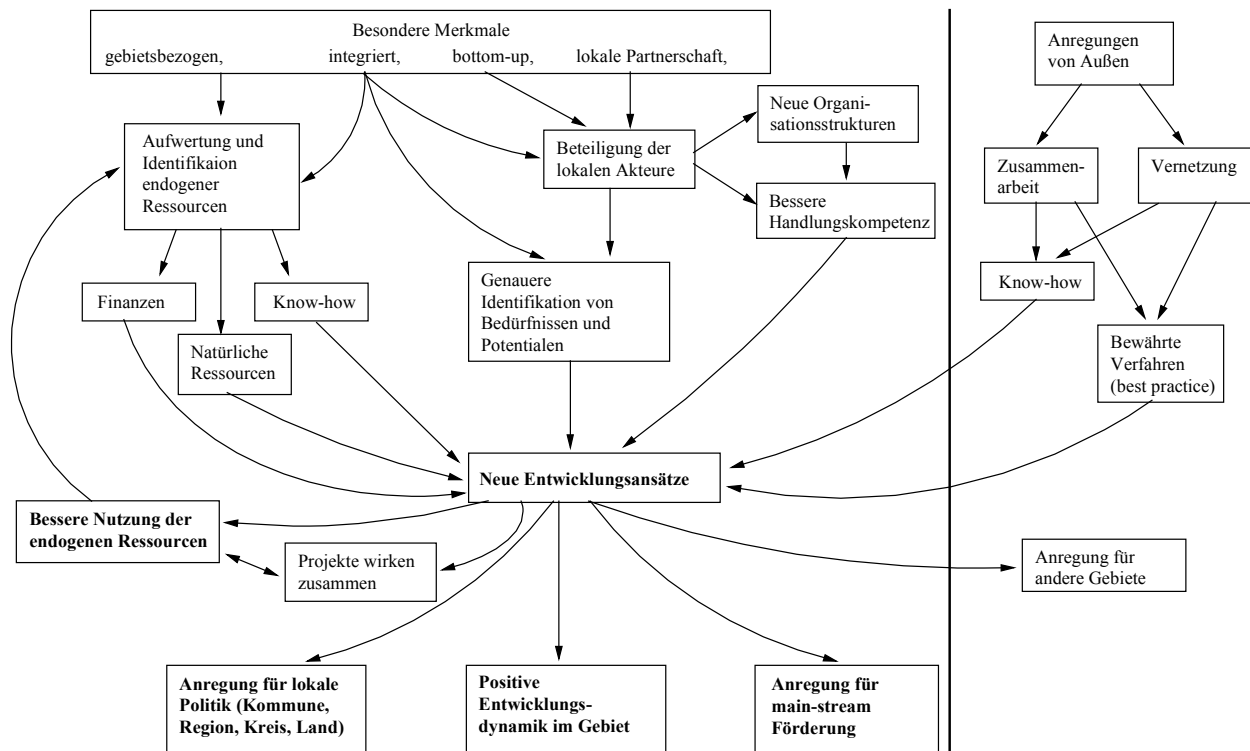 Besondere Merkmale
gebietsbezogen, integriert, bottom-up, lokale Partnerschaft,
Anregungen
von Außen
Aufwertung und
Identifikaion
endogener
Ressourcen
Beteiligung der
lokalen Akteure
Neue Organi-
sationsstrukturen
Bessere
Handlungskompetenz
Zusammen-
arbeit
Vernetzung
Finanzen
Know-how
Natürliche
Ressourcen
Genauere
Identifikation von
Bedürfnissen und
Potentialen
Know-how
Bewährte
Verfahren
(best practice)
Neue Entwicklungsansätze
Bessere Nutzung der
endogenen Ressourcen
Projekte wirken
zusammen
Anregung für
andere Gebiete
Anregung für lokale
Politik (Kommune,
Region, Kreis, Land)
Positive
Entwicklungs-
dynamik im Gebiet
Anregung für
main-stream
Förderung